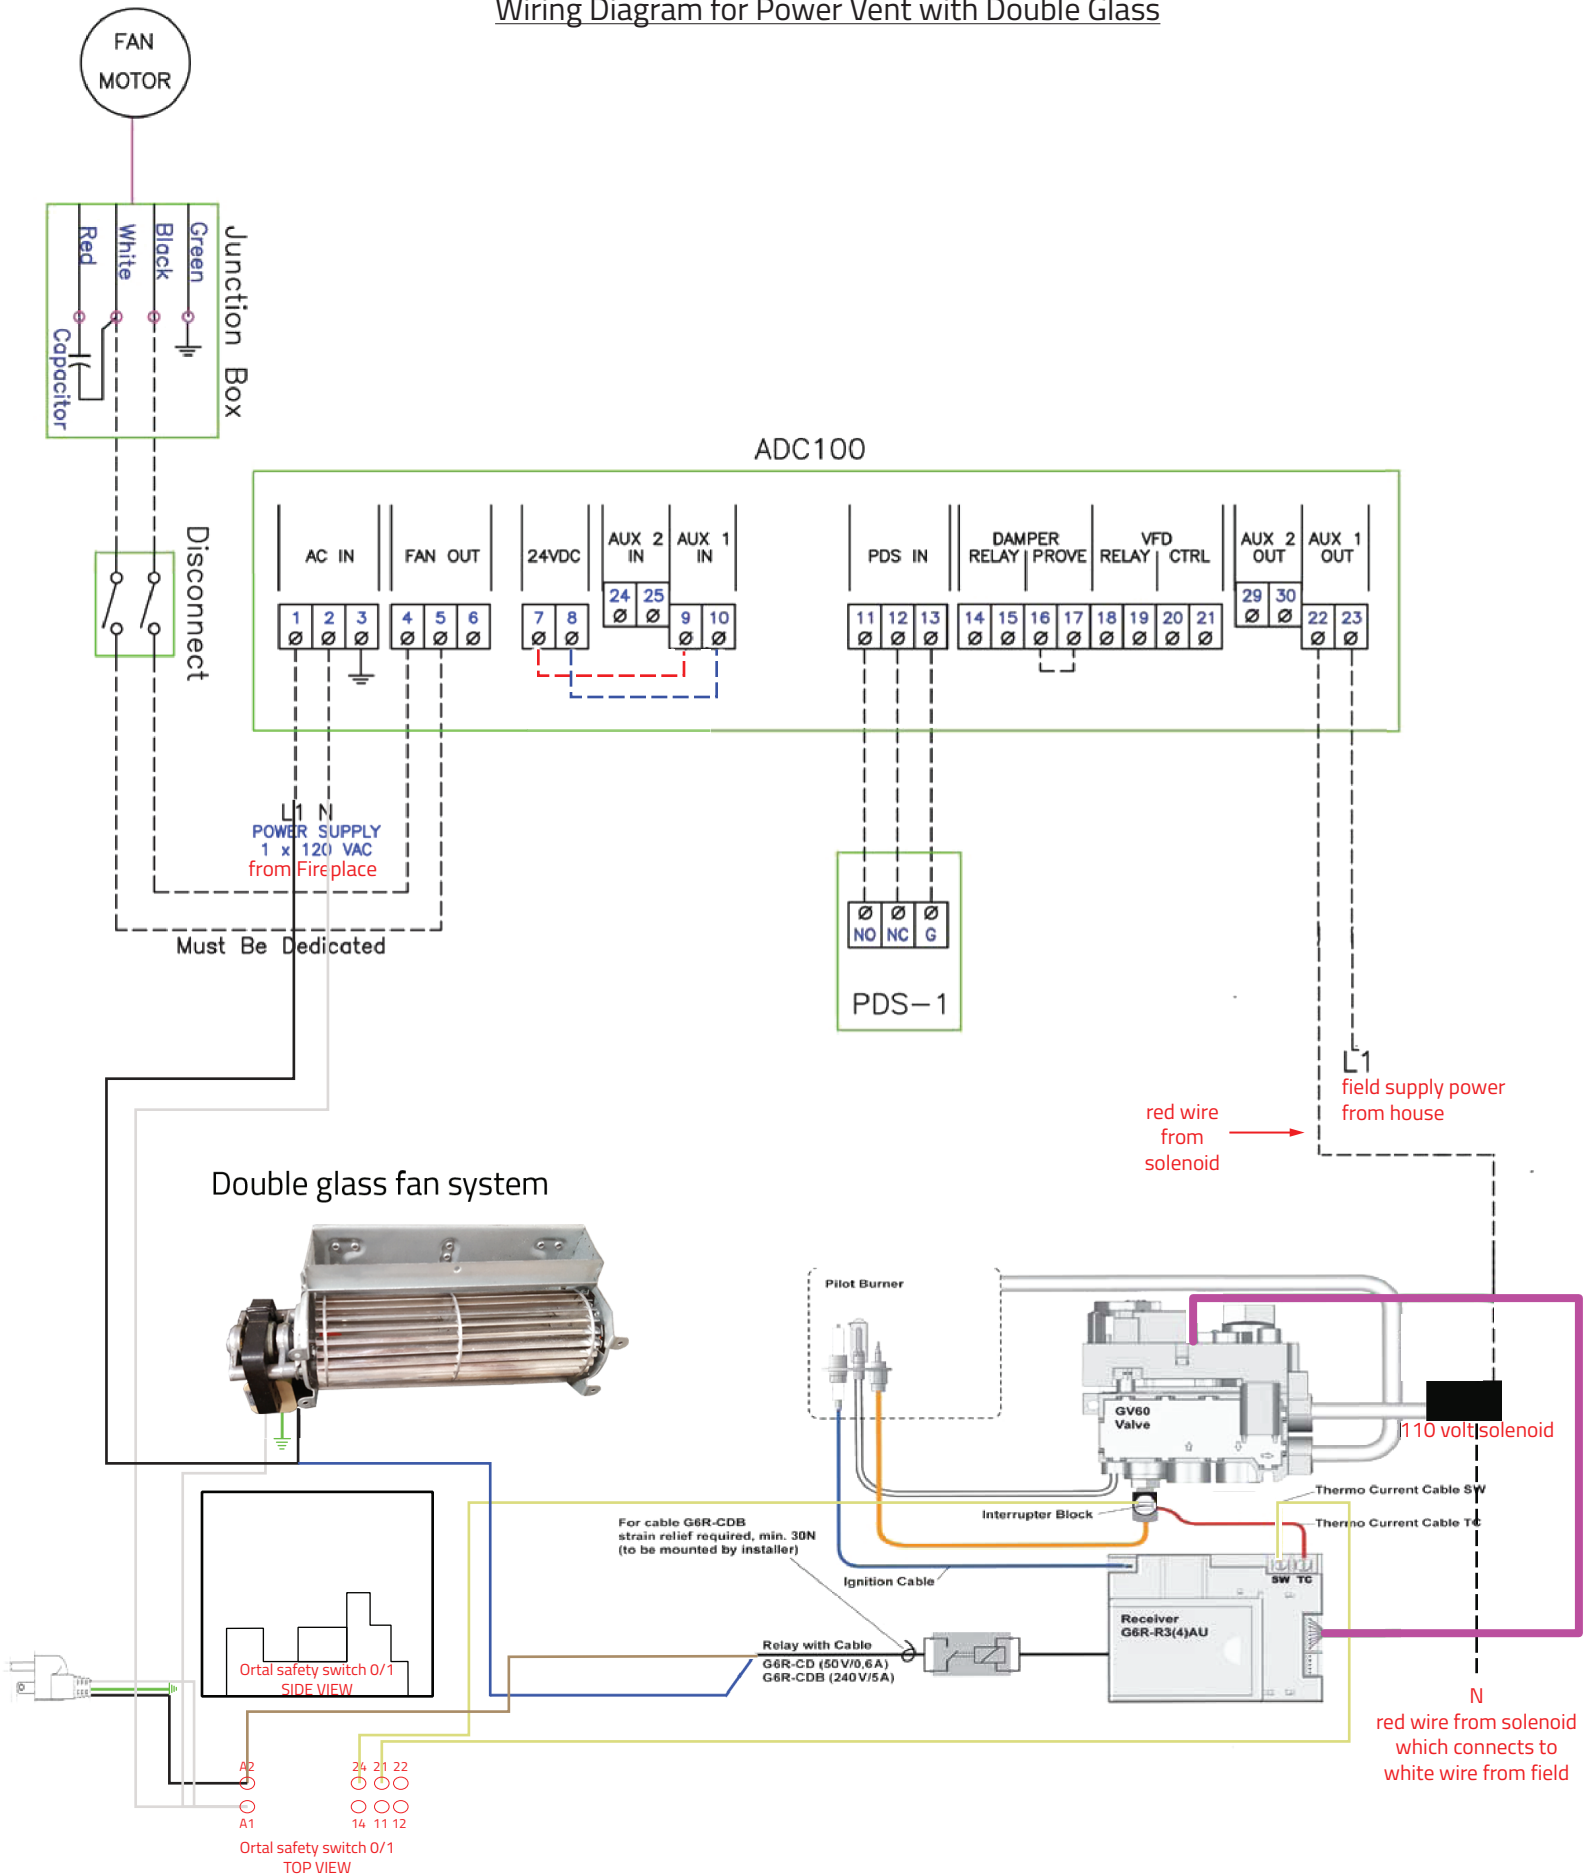 Wiring Diagram for Power Vent with Double Glass
FAN
MOTOR
Red
White
Black
Green
Capacitor
Junction Box
Disconnect
ADC100
AC IN
FAN OUT
24VDC
AUX 2
IN
AUX 1
IN
PDS IN
DAMPER
RELAY
PROVE
VFD
RELAY
CTRL
AUX 2
OUT
AUX 1
OUT
1 2 3
4 5 6
7 8
24 25
9 10
11 12 13
14 15 16 17 18 19 20 21
29 30
22 23
L1 N
POWER SUPPLY
1 x 120 VAC
from Fireplace
Must Be Dedicated
NO NC G
PDS-1
L1
field supply power
from house
red wire
from
solenoid
Double glass fan system
Pilot Burner
GV60
Valve
110 volt solenoid
Thermo Current Cable SW
Interrupter Block
Thermo Current Cable TC
For cable G6R-CDB
strain relief required, min. 30N
(to be mounted by installer)
Ignition Cable
SW TC
Receiver
G6R-R3(4)AU
Relay with Cable
G6R-CD (50V/0,6A)
G6R-CDB (240V/5A)
Ortal safety switch 0/1
SIDE VIEW
N
red wire from solenoid
which connects to
white wire from field
A2
24 21 22
A1
14 11 12
Ortal safety switch 0/1
TOP VIEW